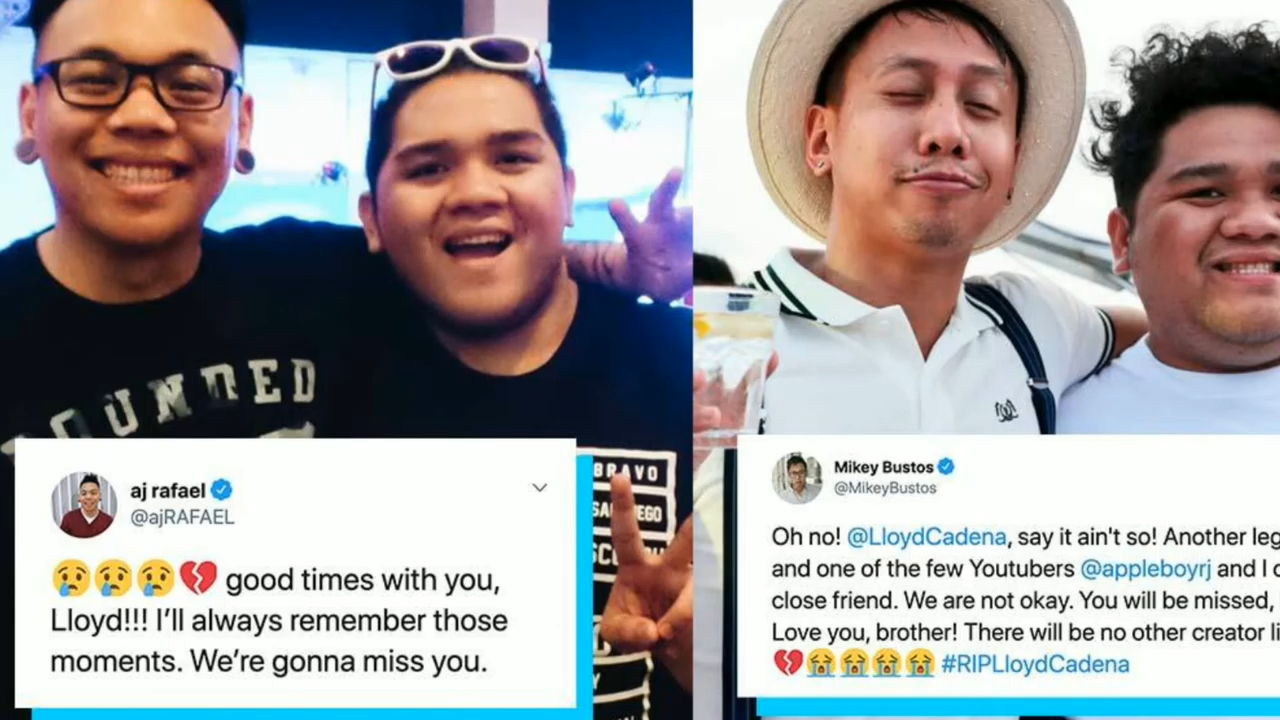 OUNDED
BRAVO
aj rafael
@ajRAFAEL
😢😢😢💔 good times with you,
Lloyd!!! I’ll always remember those
moments. We’re gonna miss you.
Mikey Bustos
@MikeyBustos
Oh no! @LloydCadena, say it ain't so! Another leg
and one of the few Youtubers @appleboyrj and I c
close friend. We are not okay. You will be missed,
Love you, brother! There will be no other creator li
💔😭😭😭😭 #RIPLloydCadena